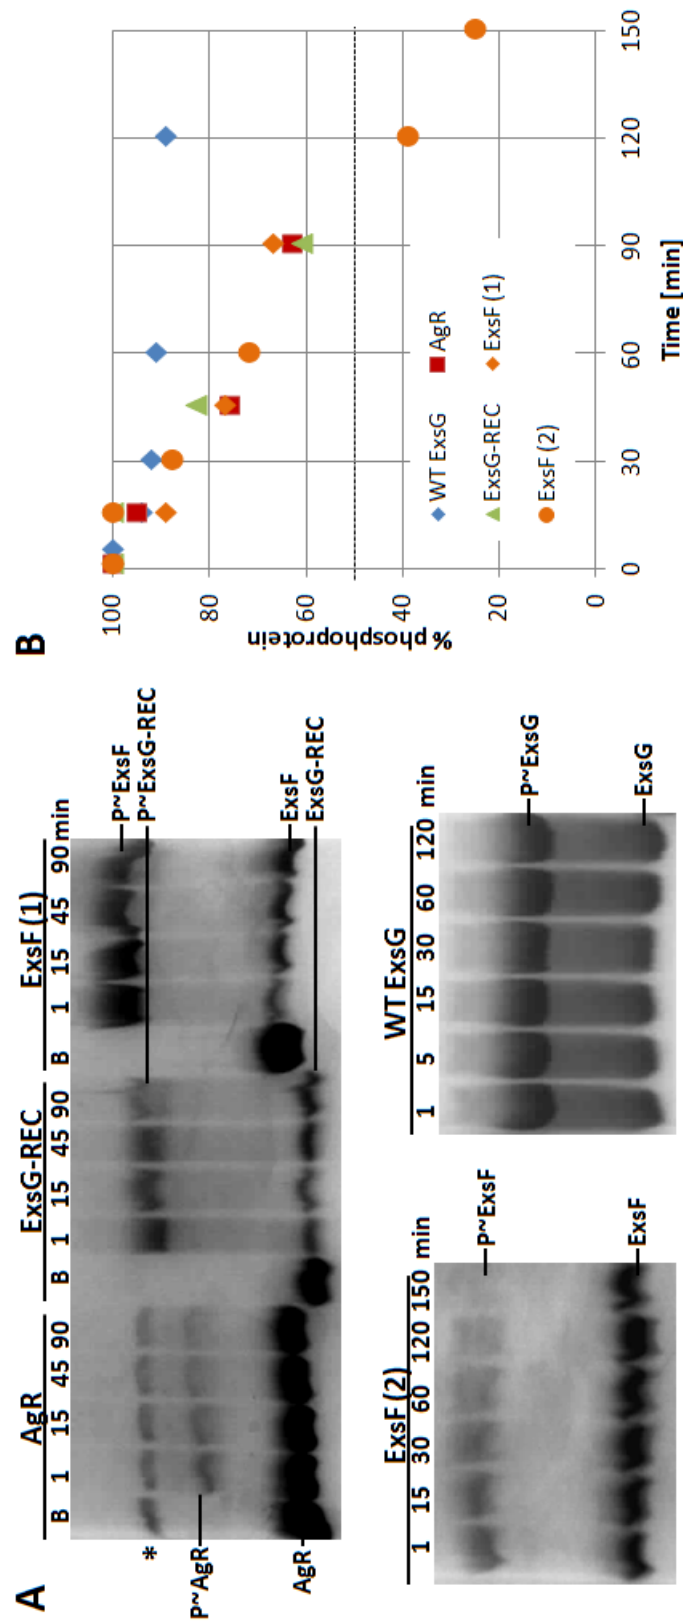 A
AgR
ExsG-REC
ExsF (1)
B 1 15 45 90 B 1 15 45 90 B 1 15 45 90 min
*
P~AgR
AgR
P~ExsF
P~ExsG-REC
ExsF
ExsG-REC
ExsF (2)
1 15 30 60 120 150 min
P~ExsF
ExsF
WT ExsG
1 5 15 30 60 120 min
P~ExsG
ExsG
B
% phosphoprotein
100
80
60
40
20
0
WT ExsG
AgR
ExsG-REC
ExsF (1)
ExsF (2)
0 30 60 90 120 150
Time [min]